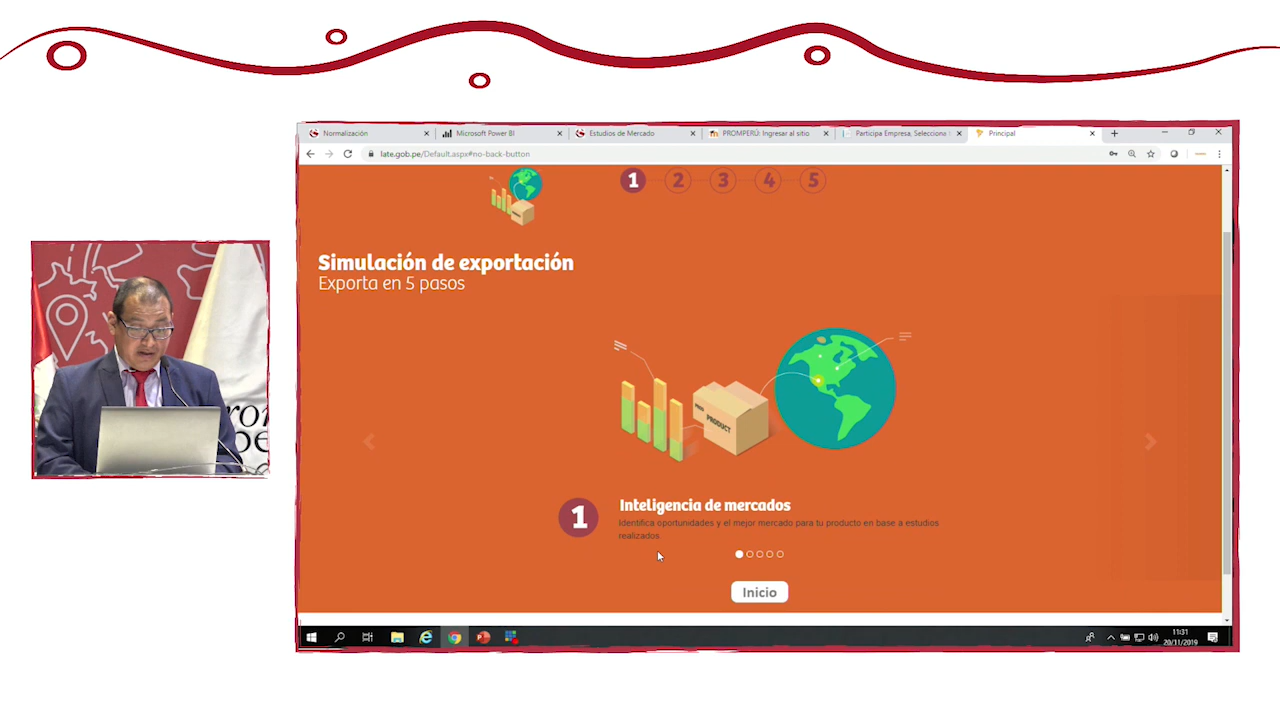 Normalización
Microsoft Power BI
Estudios de Mercado
PROMPERÚ: Ingresar al sitio
Participa Empresa, Seleccione
Principal
late.gob.pe/Default.aspx#no-back-button
1 2 3 4 5
Simulación de exportación
Exporta en 5 pasos
PRODUCT
1
Inteligencia de mercados
Identifica oportunidades y el mejor mercado para tu producto en base a estudios
realizados
Inicio
11:31
20/11/2019